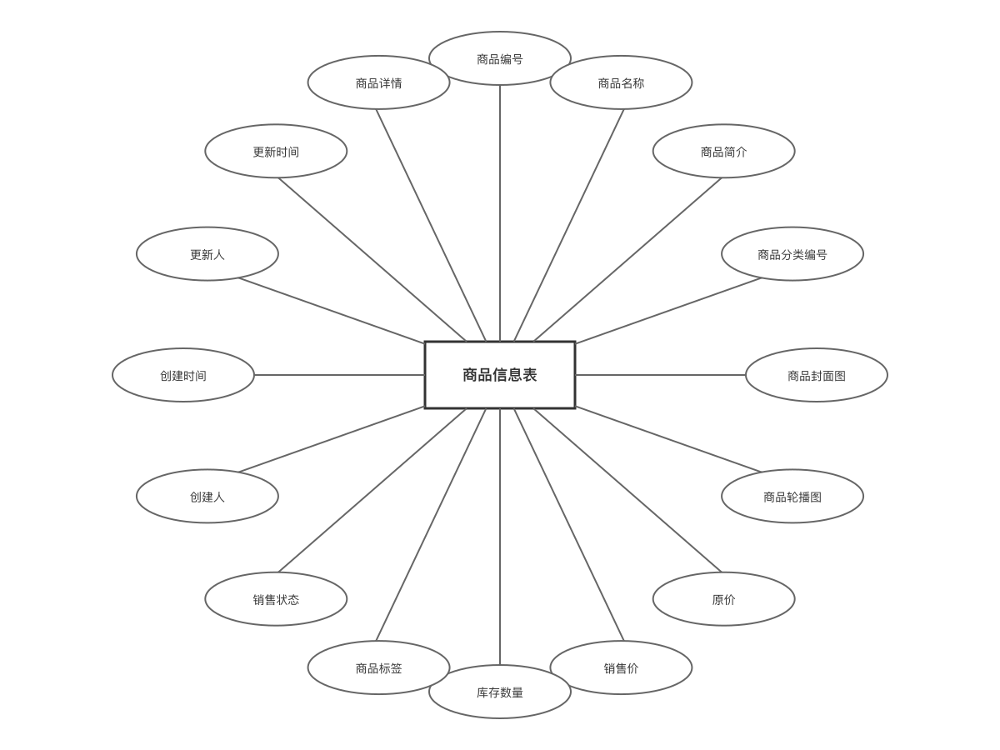 商品编号
商品详情
商品名称
更新时间
商品简介
更新人
商品分类编号
创建时间
商品信息表
商品封面图
创建人
商品轮播图
销售状态
原价
商品标签
销售价
库存数量